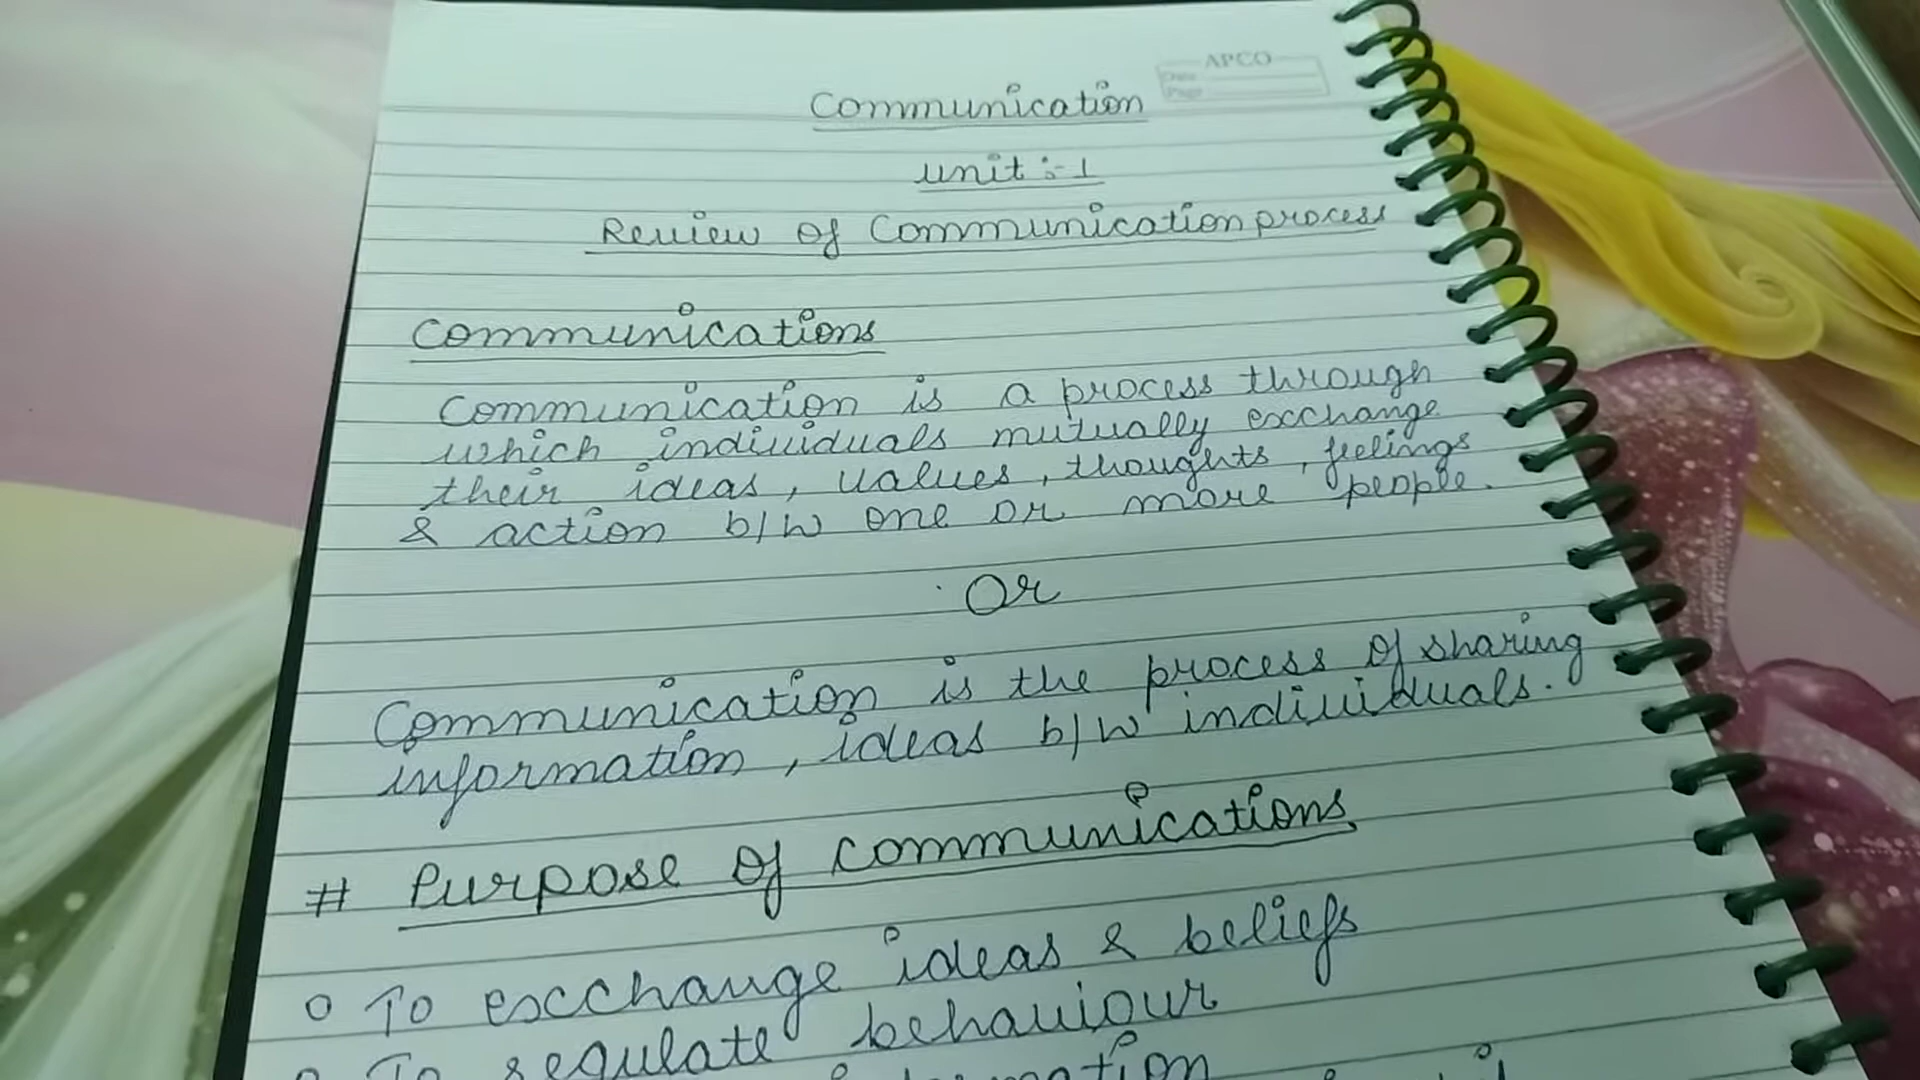 APCO
Date
Page
Communication
Unit :- 1
Review of Communication process
Communications
Communication is a process through
which individuals mutually exchange
their ideas, values, thoughts, feelings
& action b/w one or more people.
Or
Communication is the process of sharing
information, ideas b/w individuals.
# Purpose of communications
o To exchange ideas & beliefs
o To regulate behaviour